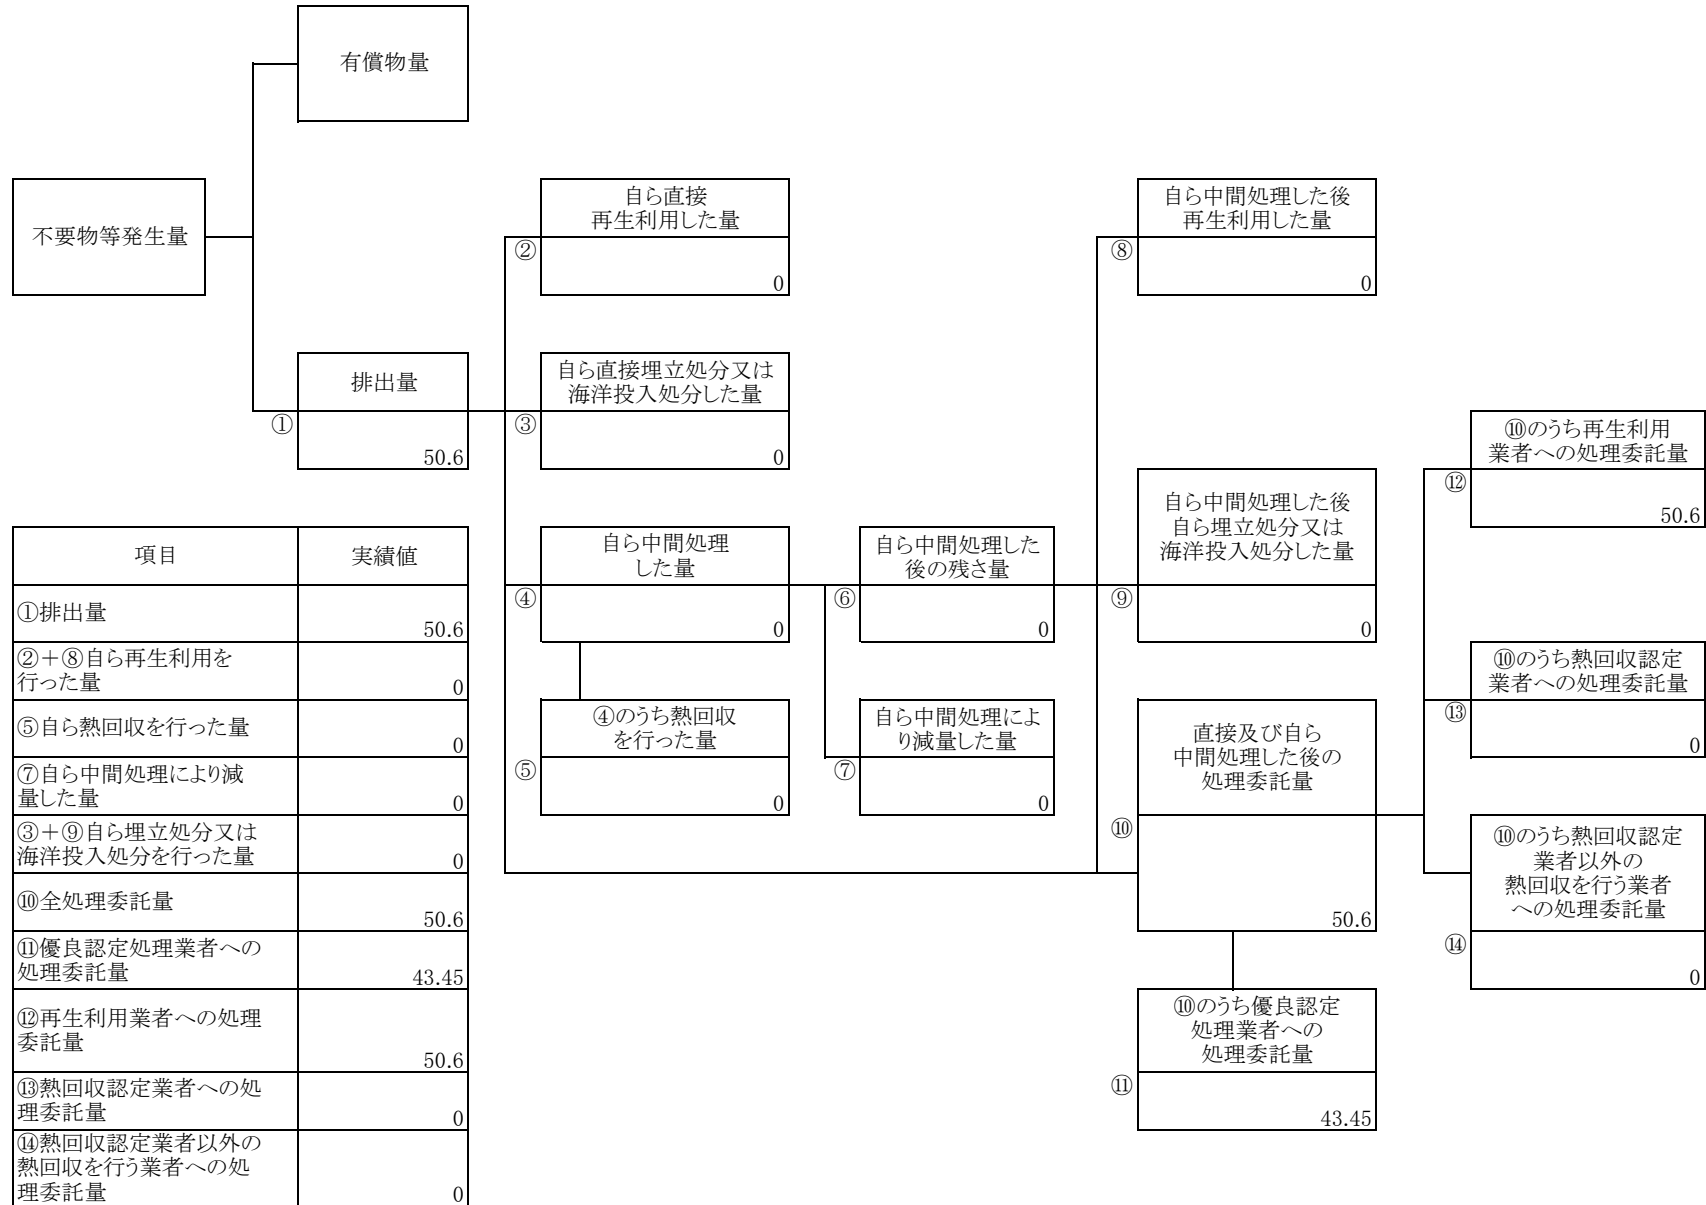 有償物量
不要物等発生量
自ら直接
再生利用した量
②
0
自ら中間処理した後
再生利用した量
⑧
0
排出量
①
50.6
自ら直接埋立処分又は
海洋投入処分した量
③
0
⑩のうち再生利用
業者への処理委託量
⑫
50.6
自ら中間処理
した量
④
0
自ら中間処理した
後の残さ量
⑥
0
自ら中間処理した後
自ら埋立処分又は
海洋投入処分した量
⑨
0
⑩のうち熱回収認定
業者への処理委託量
⑬
0
④のうち熱回収
を行った量
⑤
0
自ら中間処理によ
り減量した量
⑦
0
直接及び自ら
中間処理した後の
処理委託量
⑩
50.6
⑩のうち熱回収認定
業者以外の
熱回収を行う業者
への処理委託量
⑭
0
⑩のうち優良認定
処理業者への
処理委託量
⑪
43.45
項目 実績値
①排出量
50.6
②+⑧自ら再生利用を
行った量
0
⑤自ら熱回収を行った量
0
⑦自ら中間処理により減
量した量
0
③+⑨自ら埋立処分又は
海洋投入処分を行った量
0
⑩全処理委託量
50.6
⑪優良認定処理業者への
処理委託量
43.45
⑫再生利用業者への処理
委託量
50.6
⑬熱回収認定業者への処
理委託量
0
⑭熱回収認定業者以外の
熱回収を行う業者への処
理委託量
0